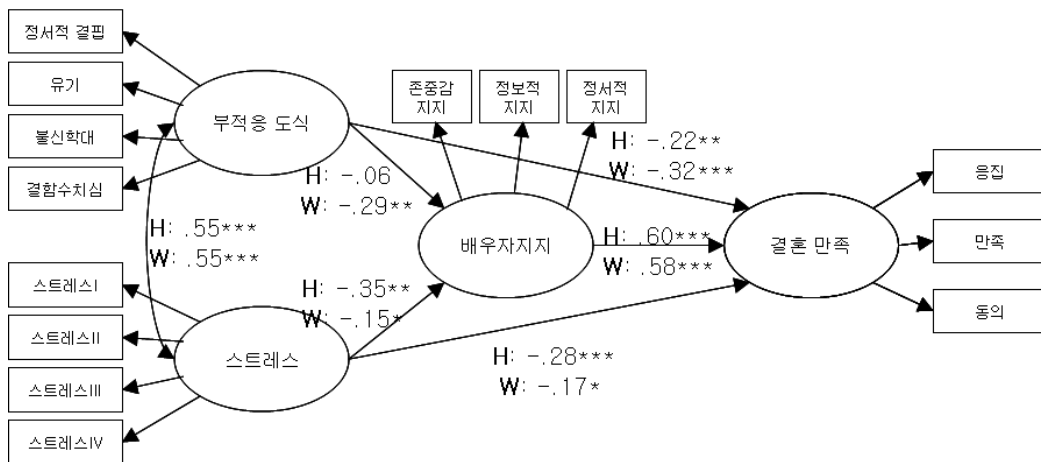 정서적 결핍
유기
불신학대
결함수치심
부적응 도식
존중감
지지
정보적
지지
정서적
지지
H: -.22**
W: -.32***
H: -.06
W: -.29**
H: .55***
W: .55***
배우자지지
H: .60***
W: .58***
결혼 만족
응집
만족
동의
스트레스I
스트레스II
스트레스III
스트레스IV
스트레스
H: -.35**
W: -.15*
H: -.28***
W: -.17*